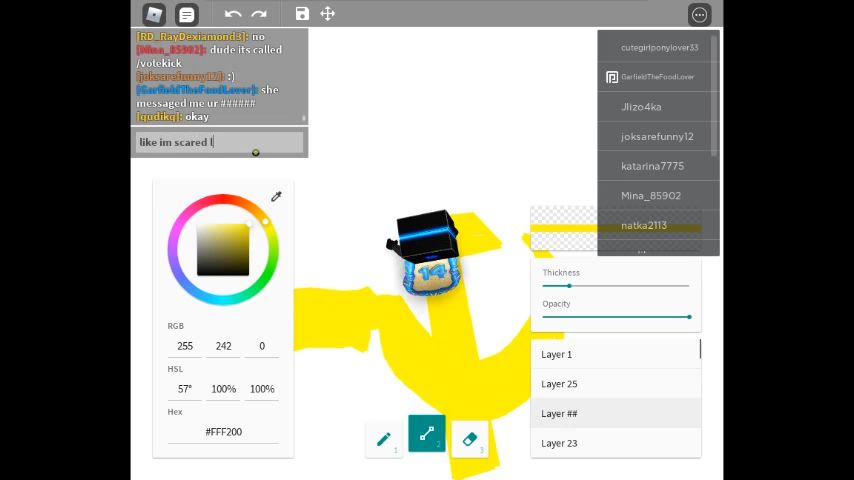 [RD_RayDexiamond3]: no
[Mina_85902]: dude its called
/votekick
[joksarefunny12]: :)
[GarfieldTheFoodLover]: she
messaged me ur ######
[qudikq]: okay
like im scared l
cutegirlponylover33
GarfieldTheFoodLover
Jlizo4ka
joksarefunny12
katarina7775
Mina_85902
natka2113
14
RGB
255 242 0
HSL
57° 100% 100%
Hex
#FFF200
Thickness
Opacity
Layer 1
Layer 25
Layer ##
Layer 23
1 2 3